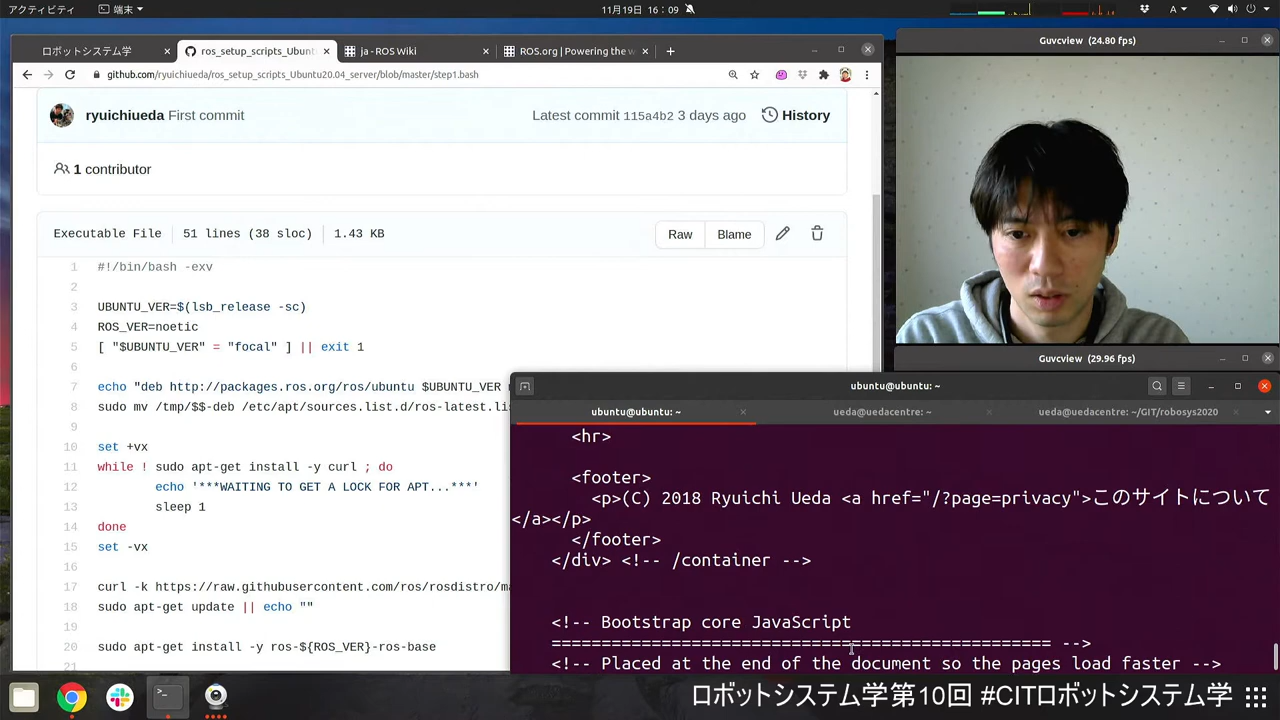 アクティビティ
端末
11月19日 16：09
A
ロボットシステム学
ros_setup_scripts_Ubunt
ja - ROS Wiki
ROS.org | Powering the w
github.com/ryuichiueda/ros_setup_scripts_Ubuntu20.04_server/blob/master/step1.bash
ryuichiueda First commit
Latest commit 115a4b2 3 days ago
History
1 contributor
Executable File
51 lines (38 sloc)
1.43 KB
Raw
Blame
1 #!/bin/bash -exv
2
3 UBUNTU_VER=$(lsb_release -sc)
4 ROS_VER=noetic
5 [ "$UBUNTU_VER" = "focal" ] || exit 1
6
7 echo "deb http://packages.ros.org/ros/ubuntu $UBUNTU_VER
8 sudo mv /tmp/$$-deb /etc/apt/sources.list.d/ros-latest.lis
9
10 set +vx
11 while ! sudo apt-get install -y curl ; do
12 echo '***WAITING TO GET A LOCK FOR APT...***'
13 sleep 1
14 done
15 set -vx
16
17 curl -k https://raw.githubusercontent.com/ros/rosdistro/ma
18 sudo apt-get update || echo ""
19
20 sudo apt-get install -y ros-${ROS_VER}-ros-base
21
Guvcview (24.80 fps)
Guvcview (29.96 fps)
ubuntu@ubuntu: ~
ubuntu@ubuntu: ~
ueda@uedacentre: ~
ueda@uedacentre: ~/GIT/robosys2020
<hr>
<footer>
<p>(C) 2018 Ryuichi Ueda <a href="/?page=privacy">このサイトについて
</a></p>
</footer>
</div> <!-- /container -->
<!-- Bootstrap core JavaScript
================================================== -->
<!-- Placed at the end of the document so the pages load faster -->
ロボットシステム学第10回 #CITロボットシステム学